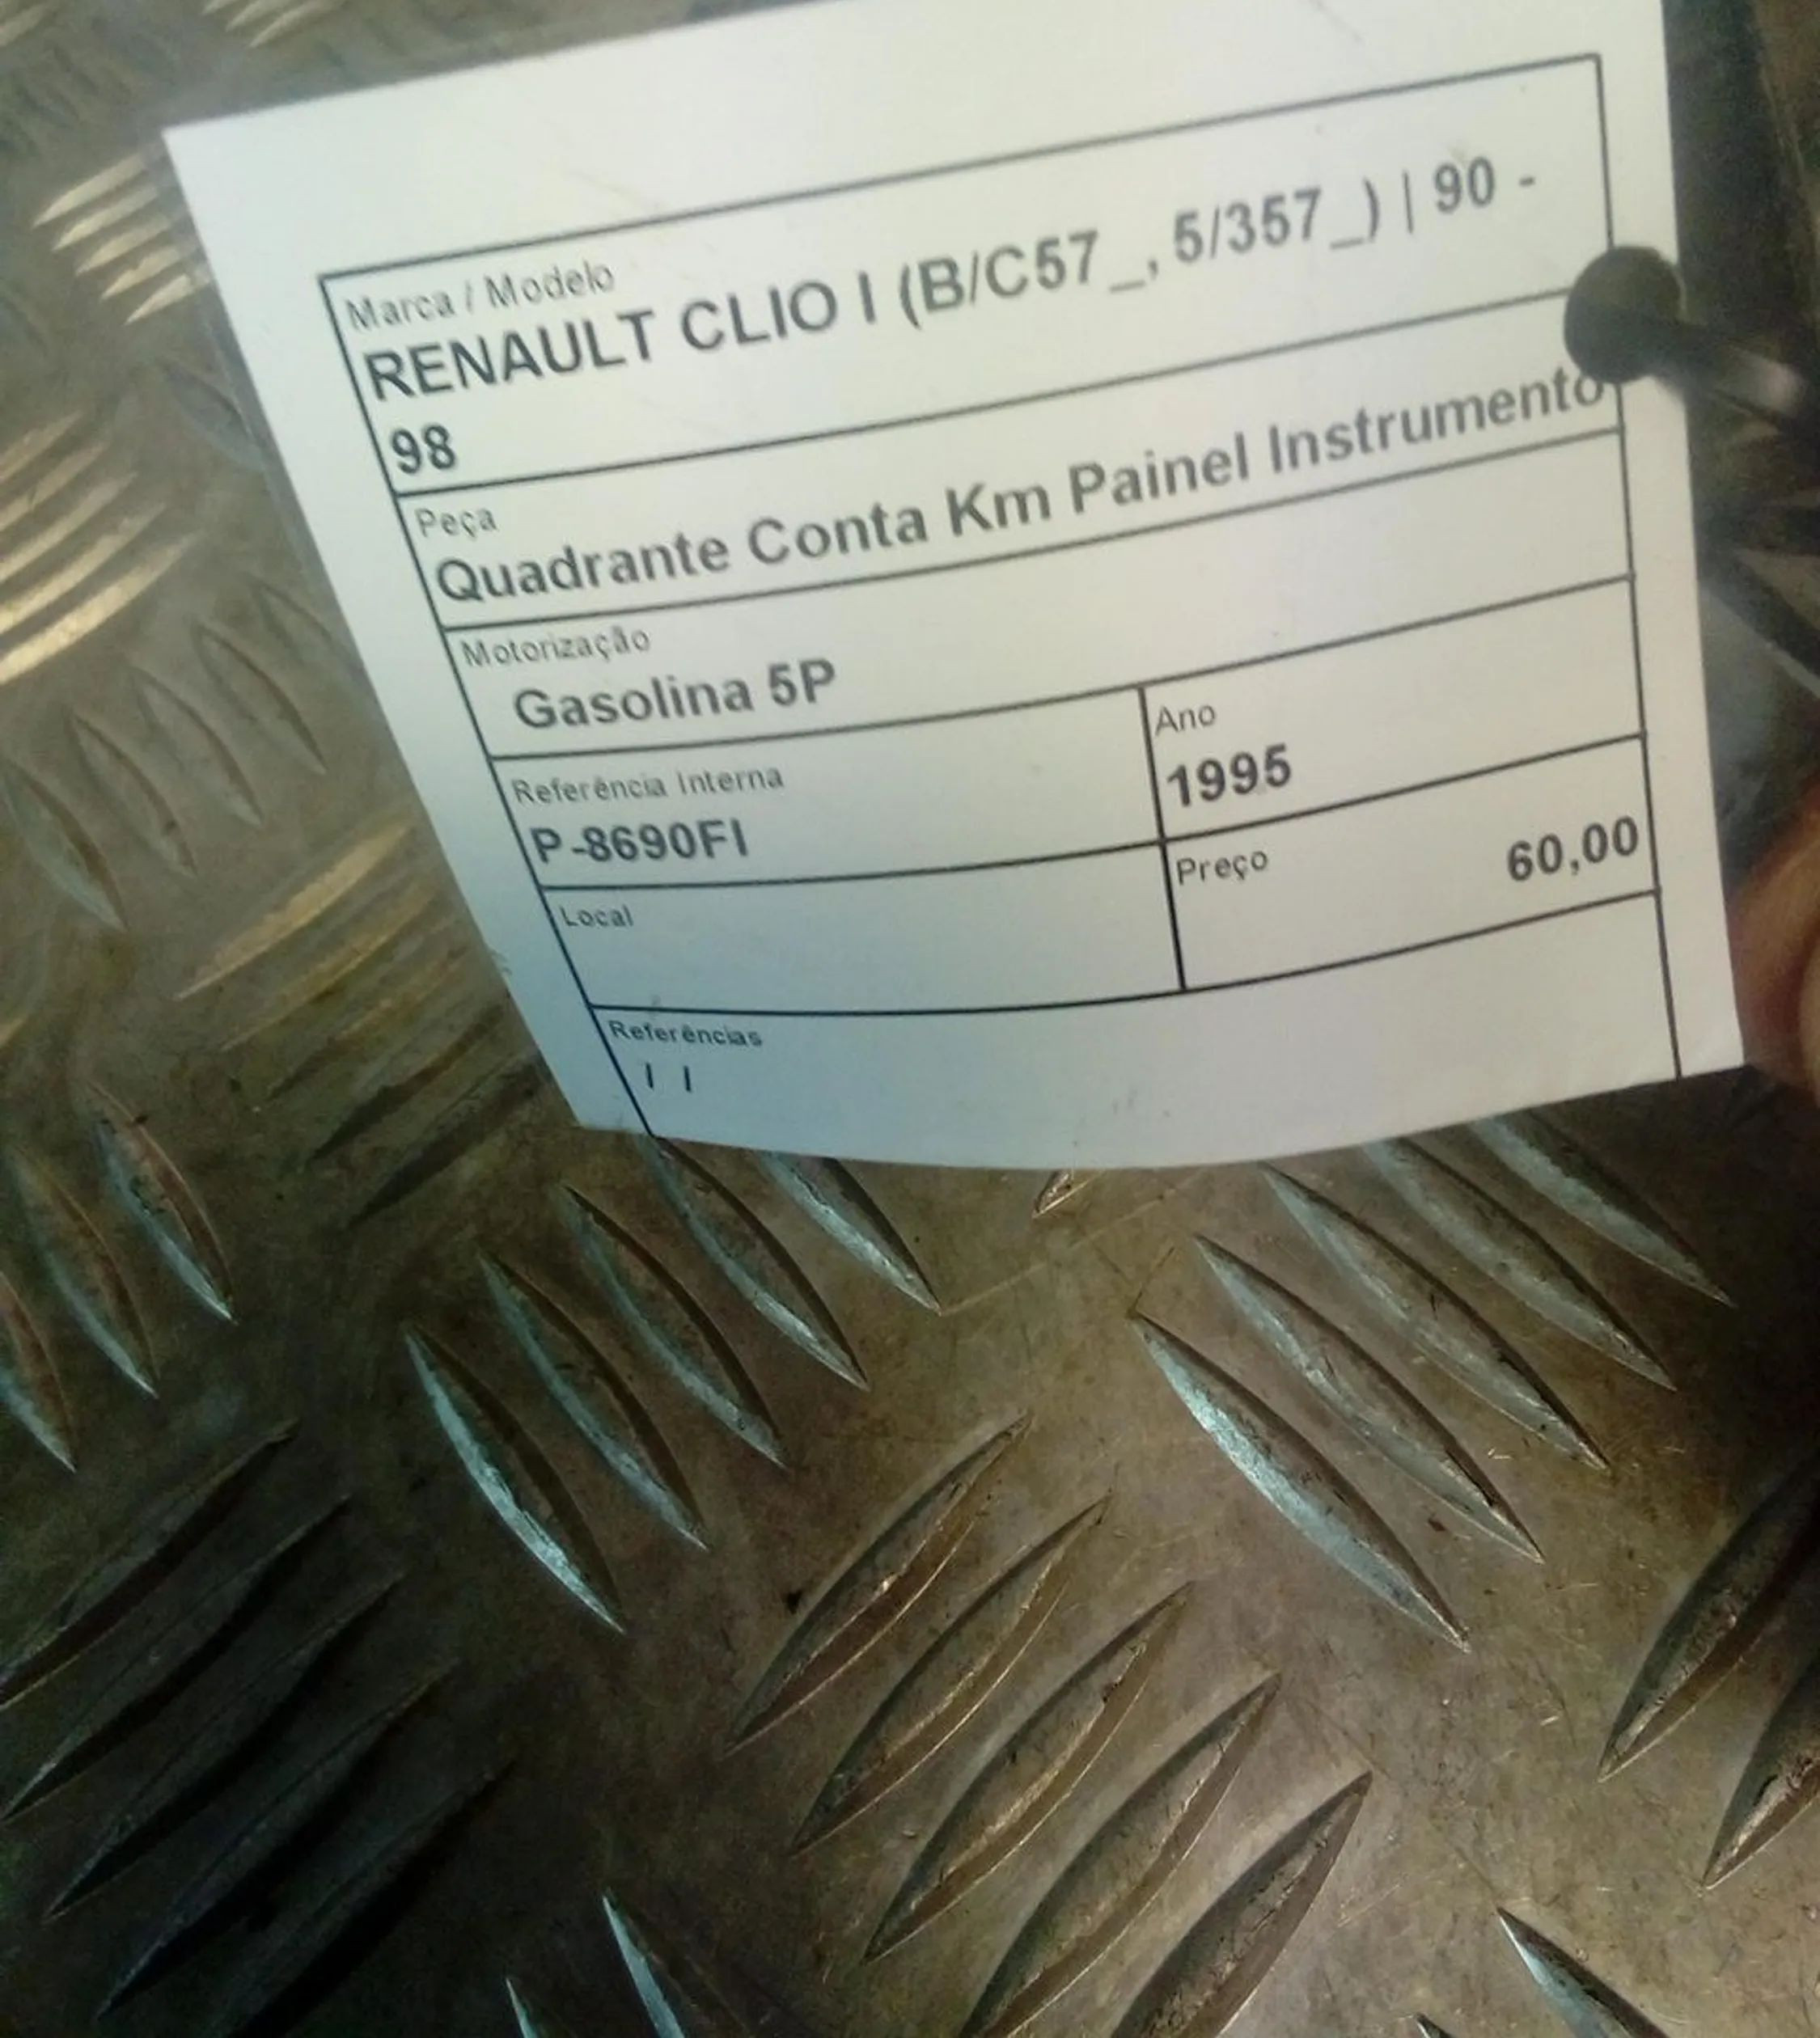 Marca / Modelo
RENAULT CLIO I (B/C57_, 5/357_) | 90 -
98
Peça
Quadrante Conta Km Painel Instrumento
Motorização
Gasolina 5P
Referência Interna
P-8690FI
Ano
1995
Local
Preço
60,00
Referências
| |